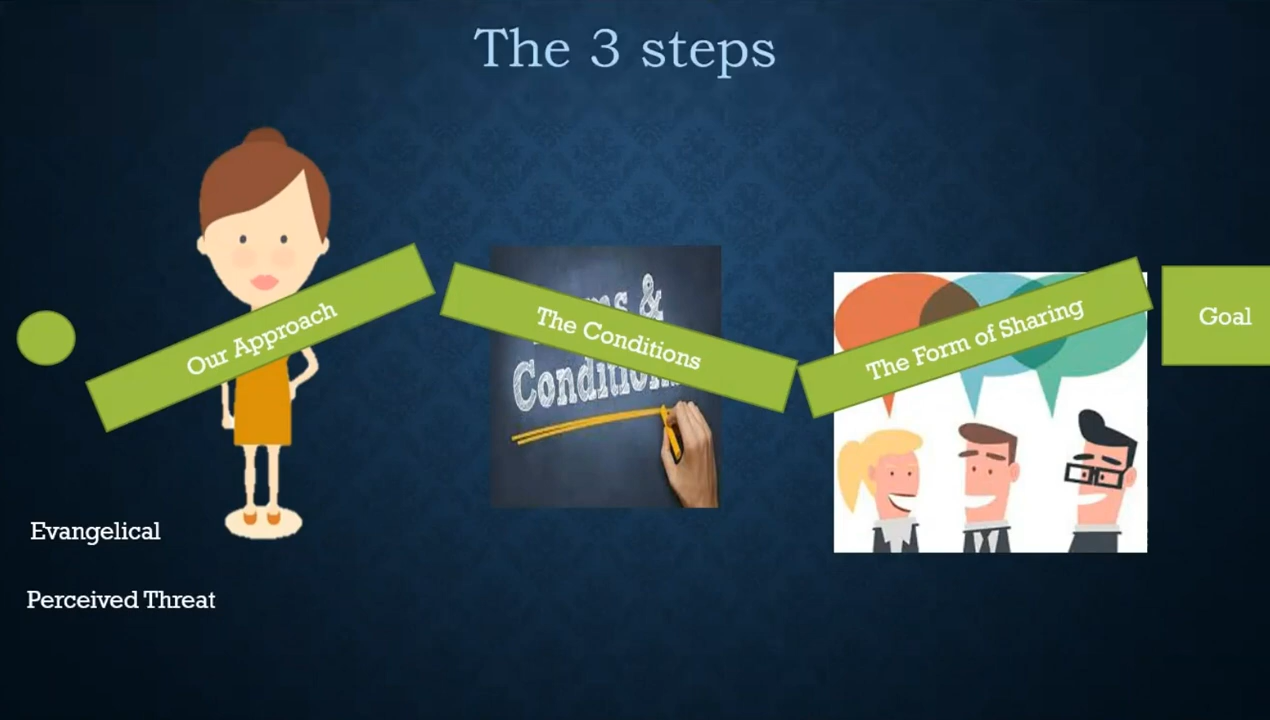 The 3 steps
Our Approach
The Conditions
&
The Form of Sharing
Goal
Evangelical
Perceived Threat